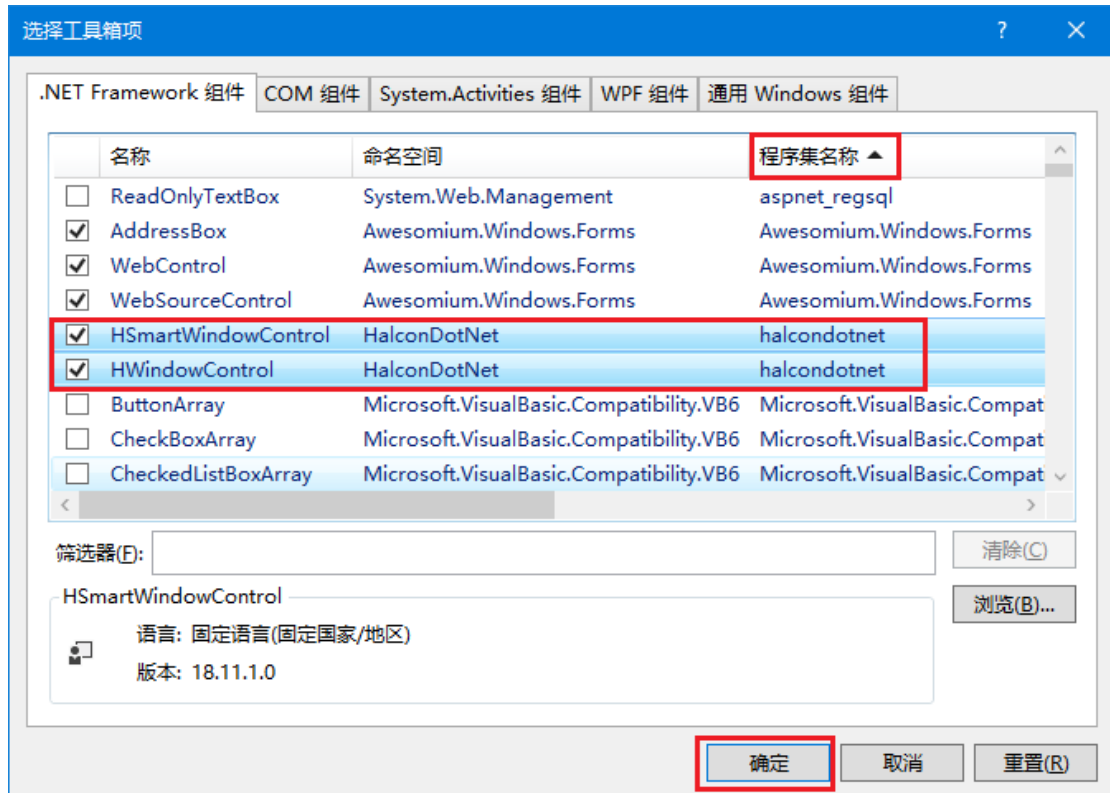 选择工具箱项 ? ×
.NET Framework 组件 COM 组件 System.Activities 组件 WPF 组件 通用 Windows 组件
名称 命名空间 程序集名称
ReadOnlyTextBox System.Web.Management aspnet_regsql
AddressBox Awesomium.Windows.Forms Awesomium.Windows.Forms
WebControl Awesomium.Windows.Forms Awesomium.Windows.Forms
WebSourceControl Awesomium.Windows.Forms Awesomium.Windows.Forms
HSmartWindowControl HalconDotNet halcondotnet
HWindowControl HalconDotNet halcondotnet
ButtonArray Microsoft.VisualBasic.Compatibility.VB6 Microsoft.VisualBasic.Compat
CheckBoxArray Microsoft.VisualBasic.Compatibility.VB6 Microsoft.VisualBasic.Compat
CheckedListBoxArray Microsoft.VisualBasic.Compatibility.VB6 Microsoft.VisualBasic.Compat
筛选器(F): 清除(C)
HSmartWindowControl 浏览(B)...
语言: 固定语言(固定国家/地区)
版本: 18.11.1.0
确定 取消 重置(R)